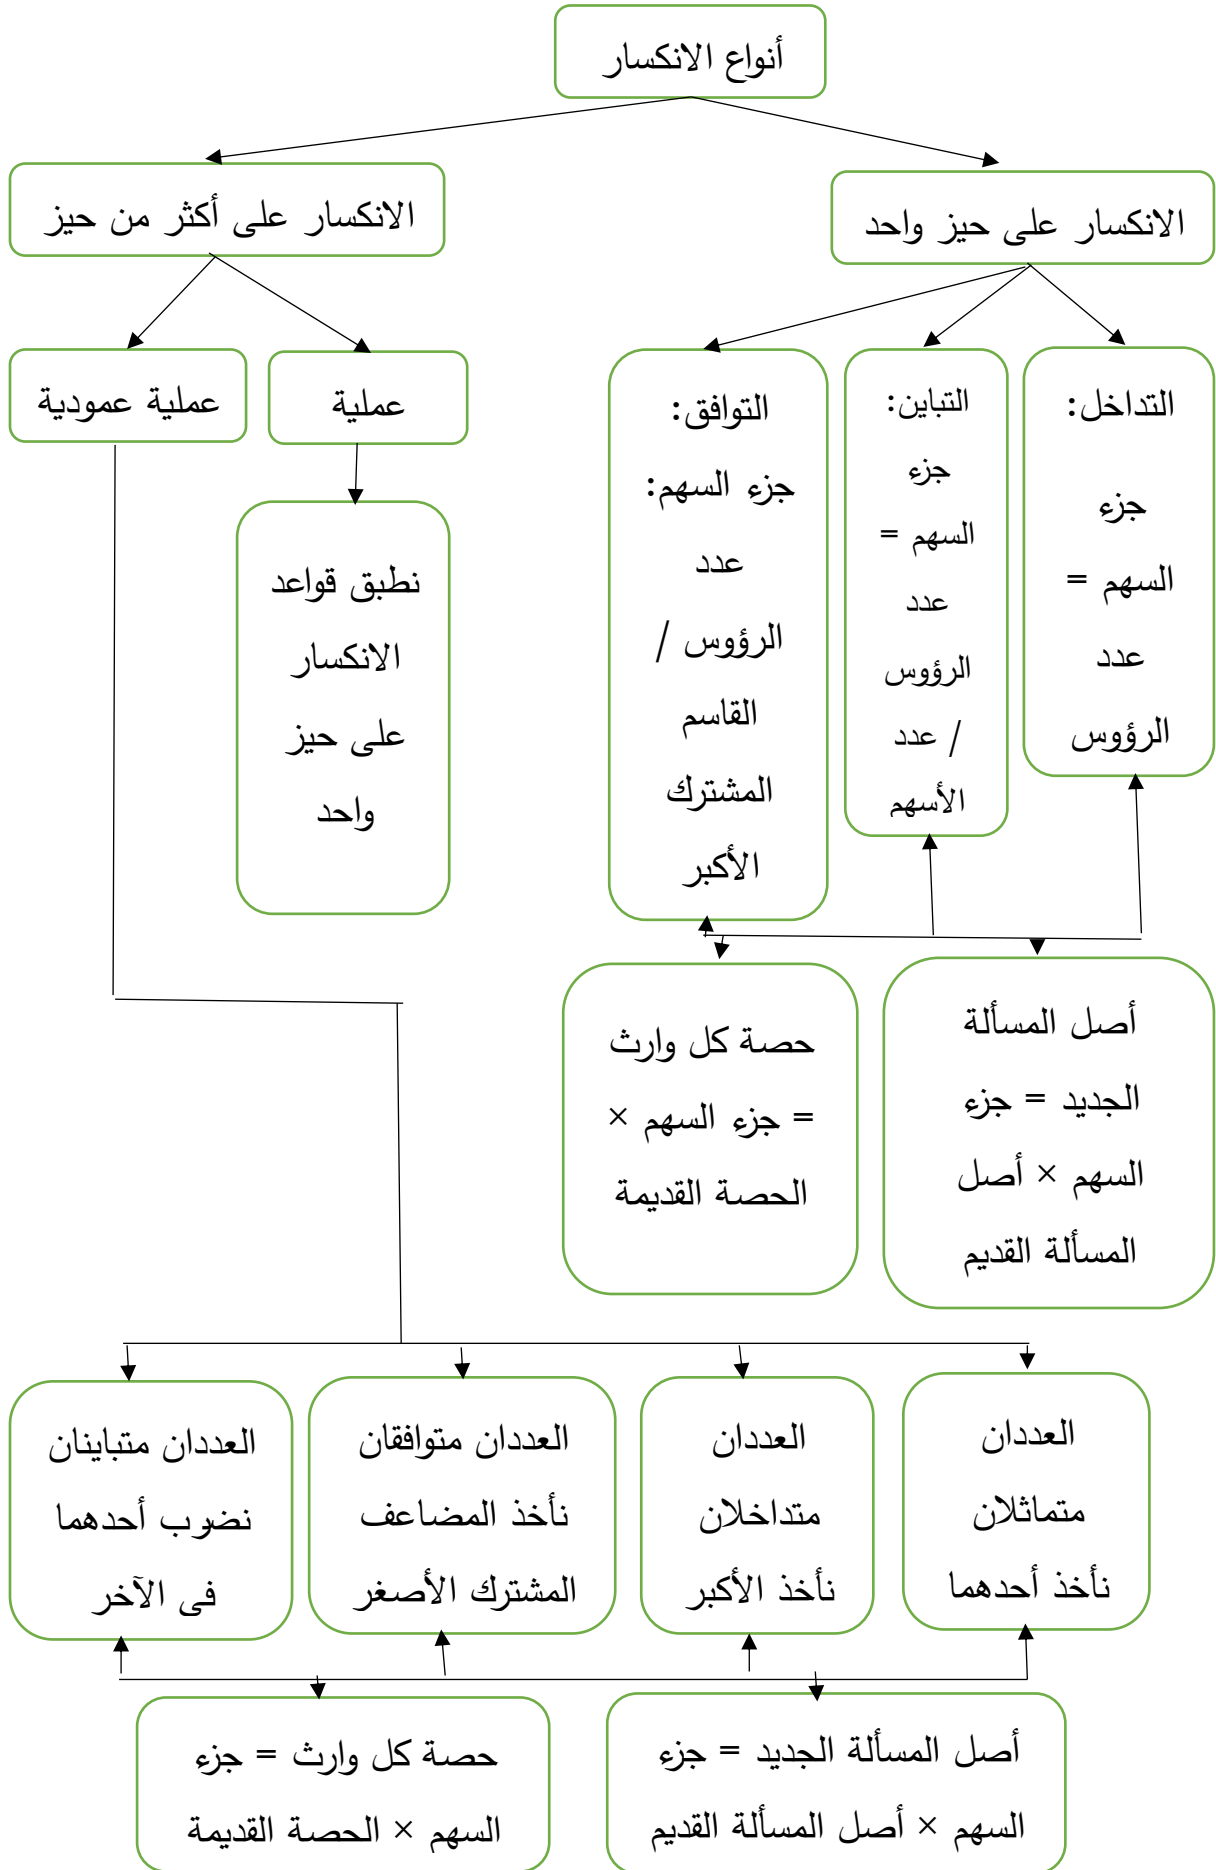 أنواع الانكسار
الانكسار على حيز واحد
الانكسار على أكثر من حيز
التداخل:
جزء
السهم =
عدد
الرؤوس
التباين:
جزء
السهم =
عدد
الرؤوس
/ عدد
الأسهم
التوافق:
جزء السهم:
عدد
الرؤوس /
القاسم
المشترك
الأكبر
عملية
عملية عمودية
نطبق قواعد
الانكسار
على حيز
واحد
أصل المسألة
الجديد = جزء
السهم × أصل
المسألة القديم
حصة كل وارث
= جزء السهم ×
الحصة القديمة
العددان
متماثلان
نأخذ أحدهما
العددان
متداخلان
نأخذ الأكبر
العددان متوافقان
نأخذ المضاعف
المشترك الأصغر
العددان متباينان
نضرب أحدهما
فى الآخر
أصل المسألة الجديد = جزء
السهم × أصل المسألة القديم
حصة كل وارث = جزء
السهم × الحصة القديمة